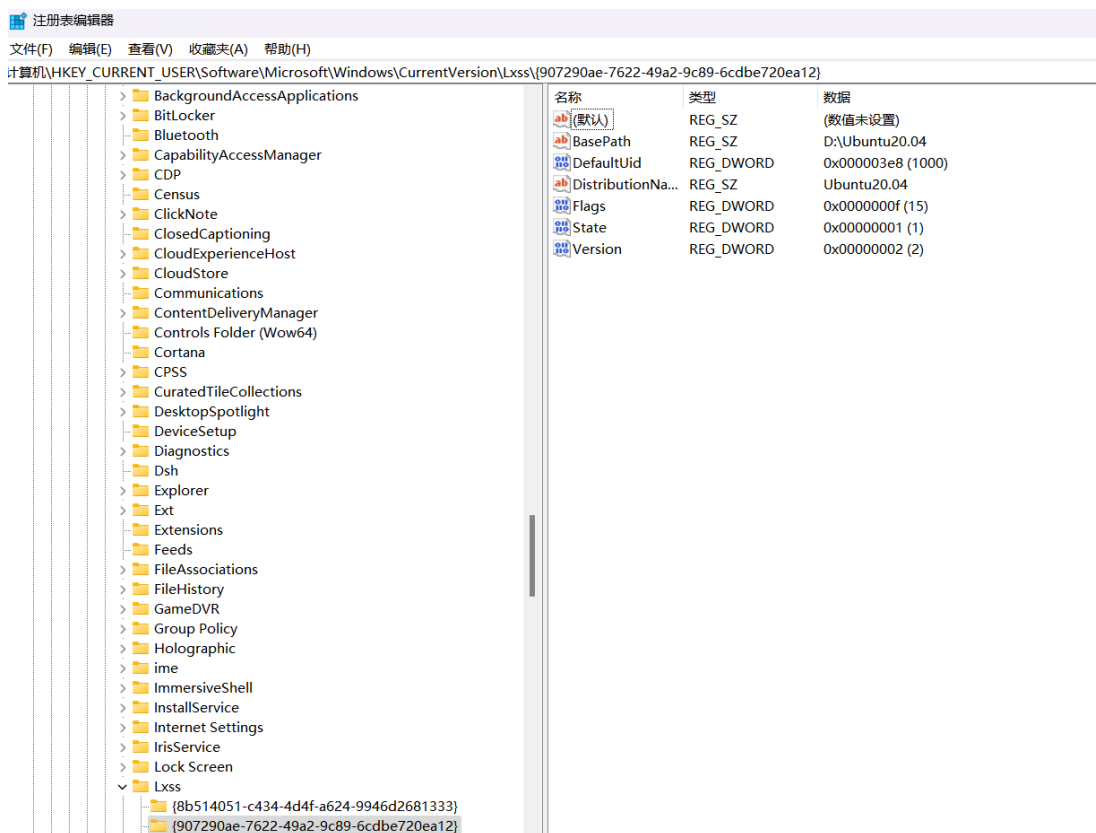 注册表编辑器
文件(F) 编辑(E) 查看(V) 收藏夹(A) 帮助(H)
计算机\HKEY_CURRENT_USER\Software\Microsoft\Windows\CurrentVersion\Lxss\{907290ae-7622-49a2-9c89-6cdbe720ea12}
BackgroundAccessApplications
BitLocker
Bluetooth
CapabilityAccessManager
CDP
Census
ClickNote
ClosedCaptioning
CloudExperienceHost
CloudStore
Communications
ContentDeliveryManager
Controls Folder (Wow64)
Cortana
CPSS
CuratedTileCollections
DesktopSpotlight
DeviceSetup
Diagnostics
Dsh
Explorer
Ext
Extensions
Feeds
FileAssociations
FileHistory
GameDVR
Group Policy
Holographic
ime
ImmersiveShell
InstallService
Internet Settings
IrisService
Lock Screen
Lxss
{8b514051-c434-4d4f-a624-9946d2681333}
{907290ae-7622-49a2-9c89-6cdbe720ea12}
名称 类型 数据
(默认) REG_SZ (数值未设置)
BasePath REG_SZ D:\Ubuntu20.04
DefaultUid REG_DWORD 0x000003e8 (1000)
DistributionNa... REG_SZ Ubuntu20.04
Flags REG_DWORD 0x0000000f (15)
State REG_DWORD 0x00000001 (1)
Version REG_DWORD 0x00000002 (2)